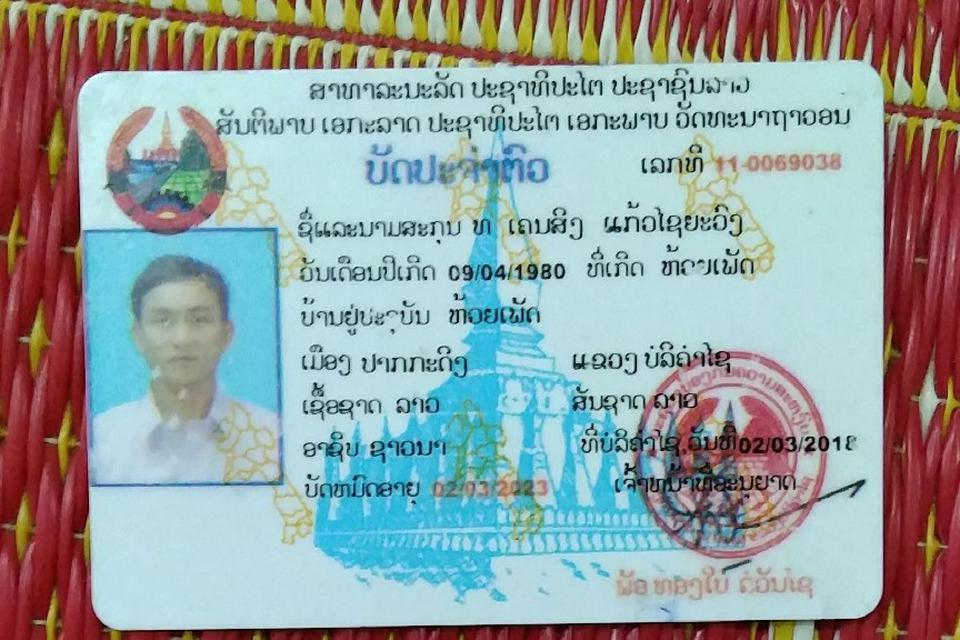 ສາທາລະນະລັດ ປະຊາທິປະໄຕ ປະຊາຊົນລາວ
ສັນຕິພາບ ເອກະລາດ ປະຊາທິປະໄຕ ເອກະພາບ ວັດທະນາຖາວອນ
ບັດປະຈຳຕົວ ເລກທີ 11-0069038
ຊື່ແລະນາມສະກຸນ ທ ເຄນສິງ ແກ້ວໄຊຍະວົງ
ວັນເດືອນປີເກີດ 09/04/1980 ທີ່ເກີດ ຫ້ວຍເພັດ
ບ້ານຢູ່ປະຈຸບັນ ຫ້ວຍເພັດ
ເມືອງ ປາກກະດິງ ແຂວງ ບໍລິຄຳໄຊ
ເຊື້ອຊາດ ລາວ ສັນຊາດ ລາວ
ອາຊີບ ຊາວນາ ທີ່ບໍລິຄຳໄຊ,ວັນທີ 02/03/2018
ບັດຫມົດອາຍຸ 02/03/2023 ເຈົ້າຫນ້າທີ່ອະນຸຍາດ
ທອງໃບ